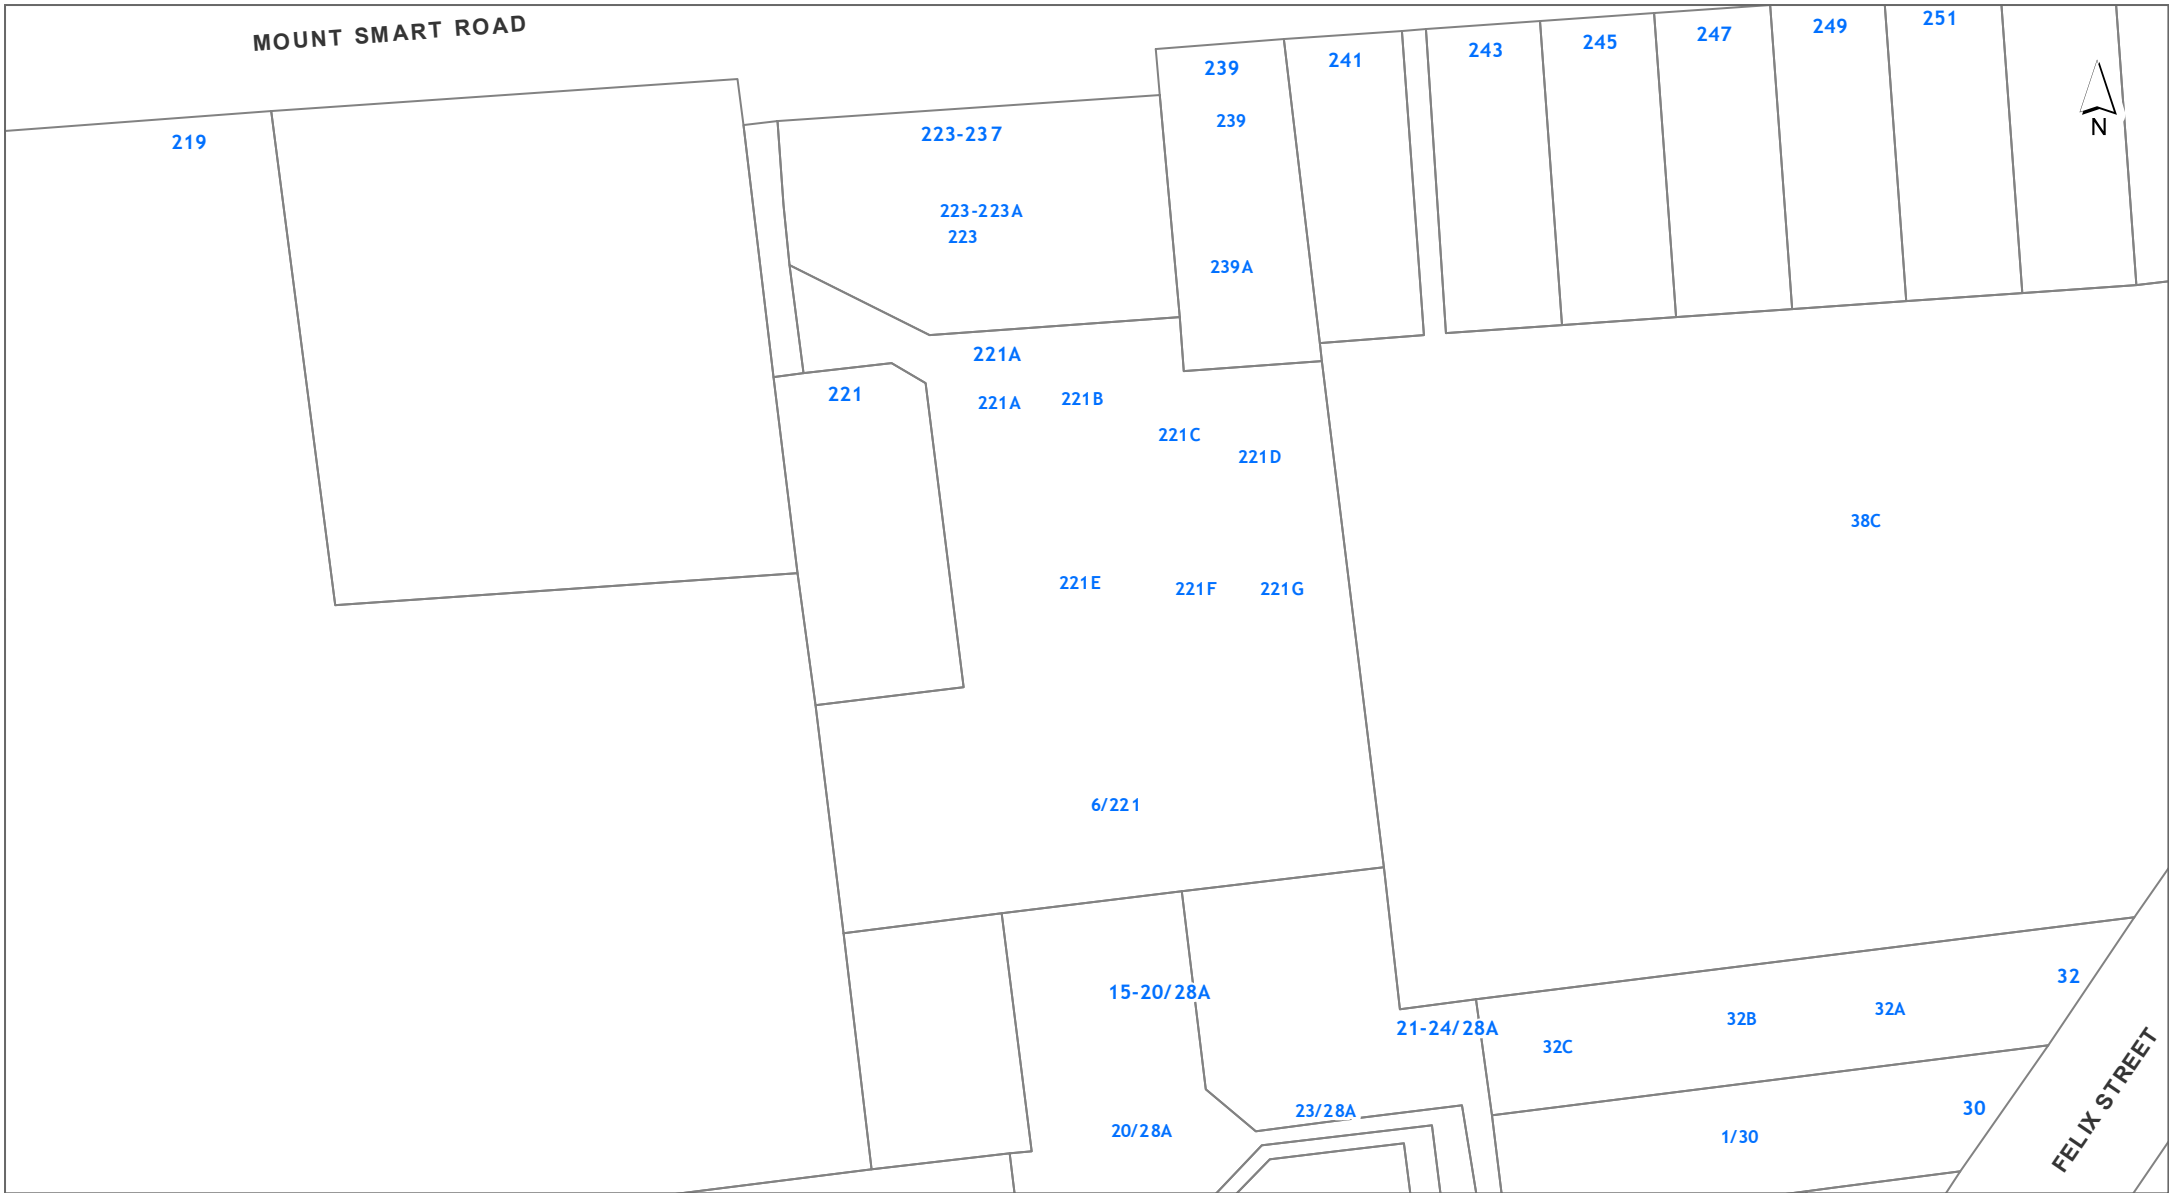 MOUNT SMART ROAD
251
249
247
245
243
241
239
239
239A
219
223-237
223-223A
223
N
221A
221
221A
221B
221C
221D
38C
221E
221F
221G
6/221
15-20/28A
21-24/28A
32
32A
32B
32C
23/28A
20/28A
30
1/30
FELIX STREET